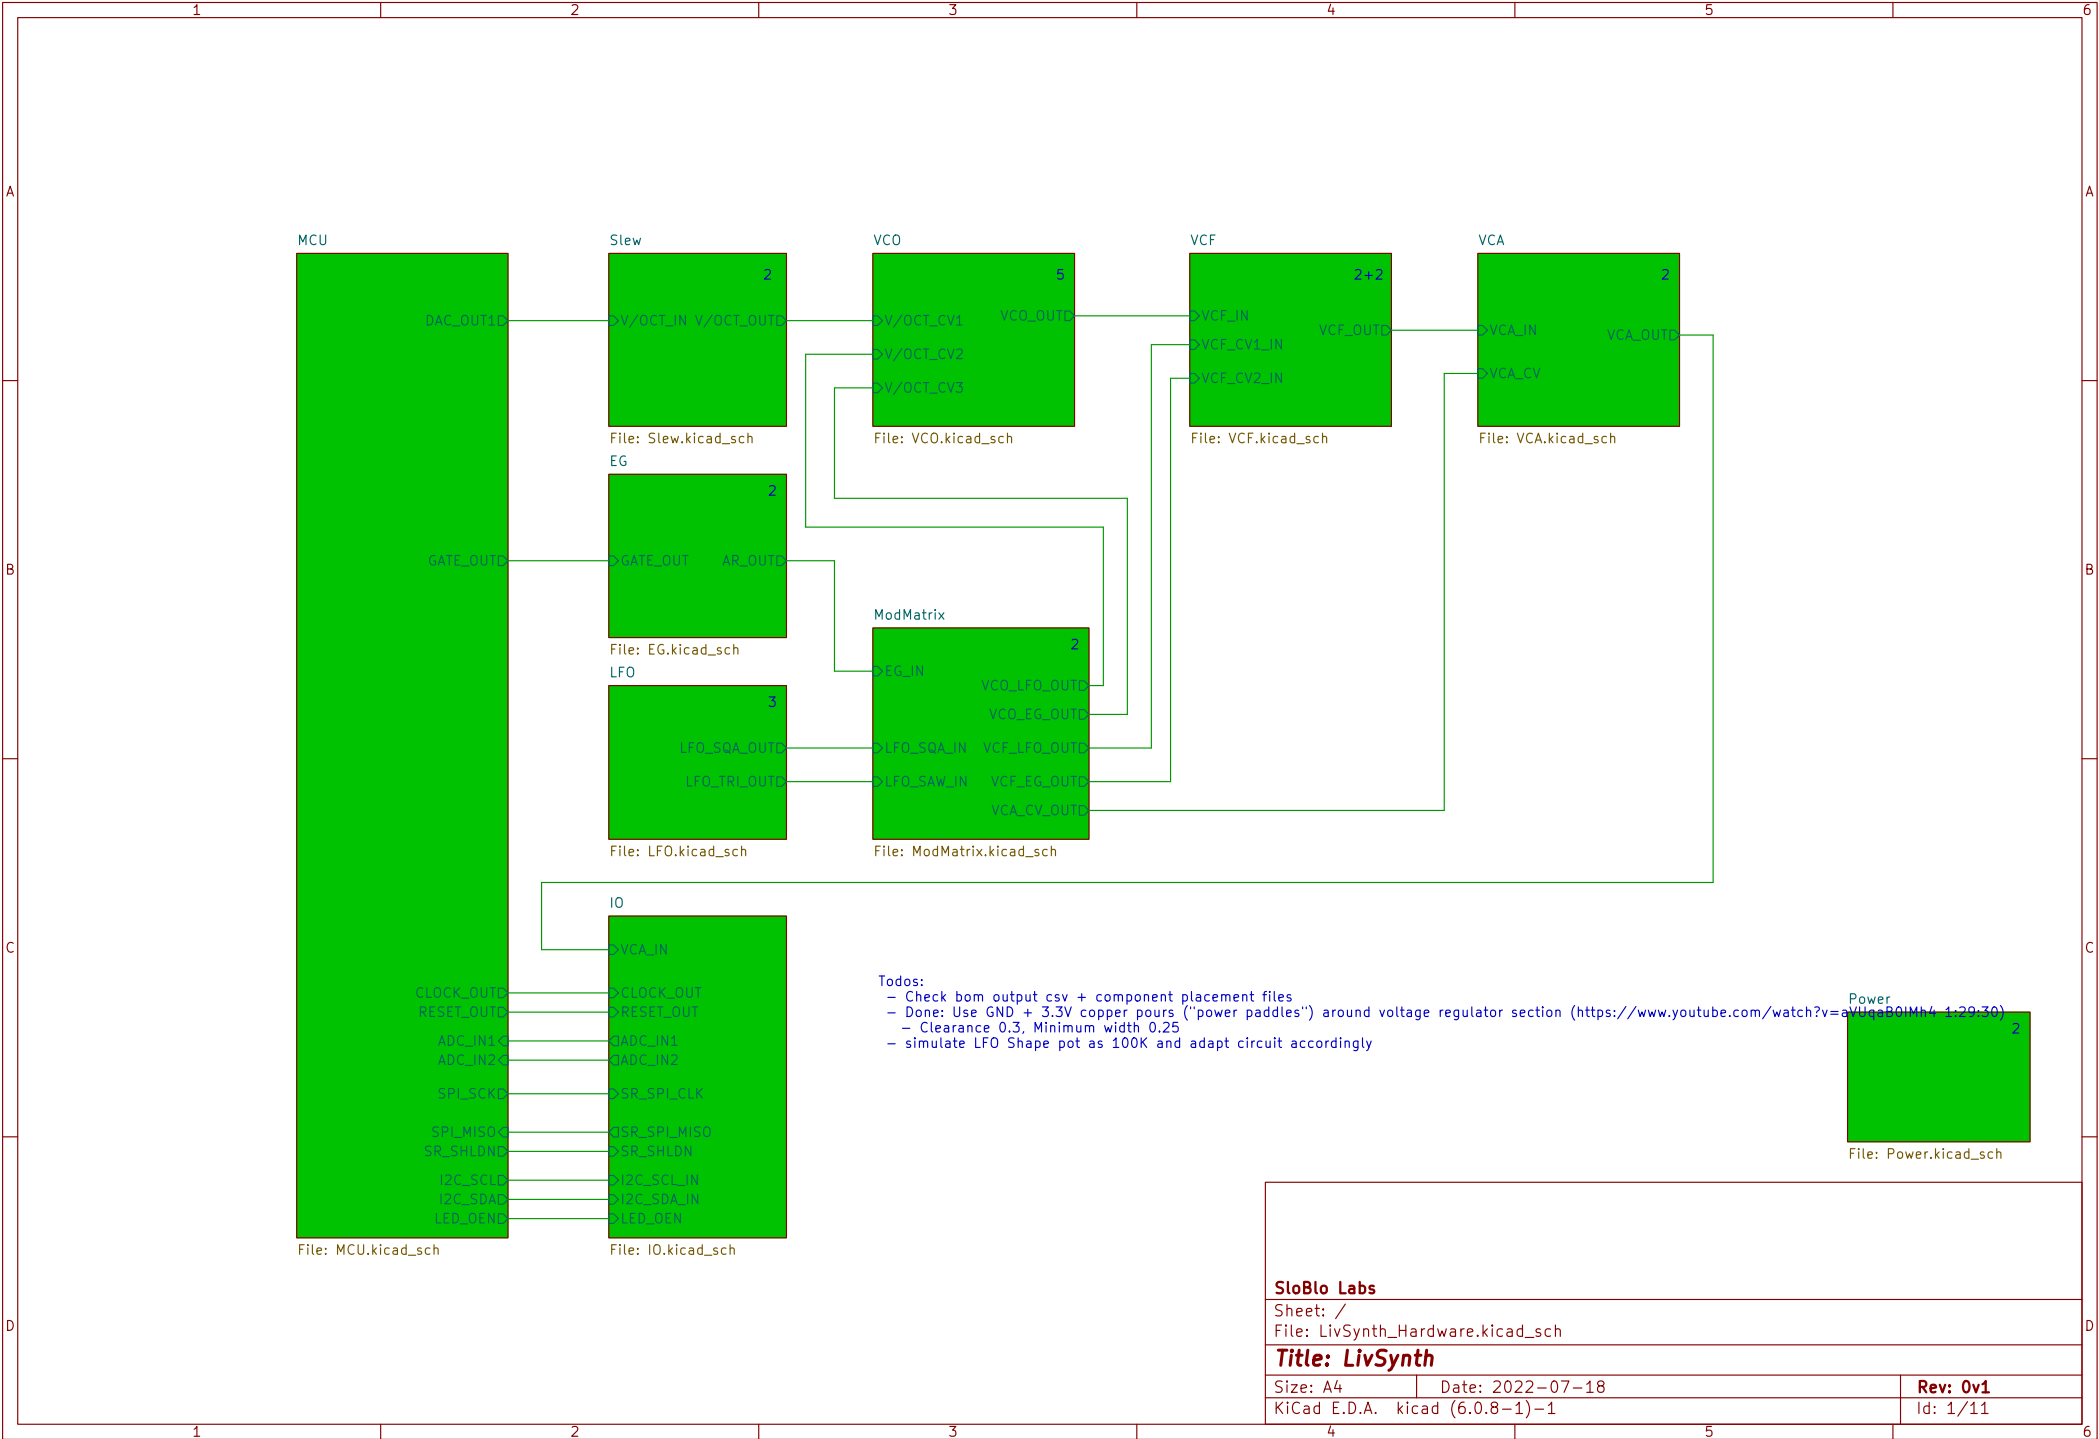 1 2 3 4 5 6
A A
B B
C C
D D
1 2 3 4 5 6
MCU
DAC_OUT1
GATE_OUT
CLOCK_OUT
RESET_OUT
ADC_IN1
ADC_IN2
SPI_SCK
SPI_MISO
SR_SHLDN
I2C_SCL
I2C_SDA
LED_OEN
File: MCU.kicad_sch
Slew
2
V/OCT_IN V/OCT_OUT
File: Slew.kicad_sch
VCO
5
V/OCT_CV1
VCO_OUT
V/OCT_CV2
V/OCT_CV3
File: VCO.kicad_sch
VCF
2+2
VCF_IN
VCF_OUT
VCF_CV1_IN
VCF_CV2_IN
File: VCF.kicad_sch
VCA
2
VCA_IN
VCA_OUT
VCA_CV
File: VCA.kicad_sch
EG
2
GATE_OUT AR_OUT
File: EG.kicad_sch
LFO
3
LFO_SQA_OUT
LFO_TRI_OUT
File: LFO.kicad_sch
ModMatrix
2
EG_IN
VCO_LFO_OUT
VCO_EG_OUT
LFO_SQA_IN VCF_LFO_OUT
LFO_SAW_IN VCF_EG_OUT
VCA_CV_OUT
File: ModMatrix.kicad_sch
IO
VCA_IN
CLOCK_OUT
RESET_OUT
ADC_IN1
ADC_IN2
SR_SPI_CLK
SR_SPI_MISO
SR_SHLDN
I2C_SCL_IN
I2C_SDA_IN
LED_OEN
File: IO.kicad_sch
Todos:
- Check bom output csv + component placement files
- Done: Use GND + 3.3V copper pours ("power paddles") around voltage regulator section (https://www.youtube.com/watch?v=aVUqaB0IMh4 1:29:30)
- Clearance 0.3, Minimum width 0.25
- simulate LFO Shape pot as 100K and adapt circuit accordingly
Power
2
File: Power.kicad_sch
SloBlo Labs
Sheet: /
File: LivSynth_Hardware.kicad_sch
Title: LivSynth
Size: A4 Date: 2022-07-18 Rev: 0v1
KiCad E.D.A. kicad (6.0.8-1)-1 Id: 1/11